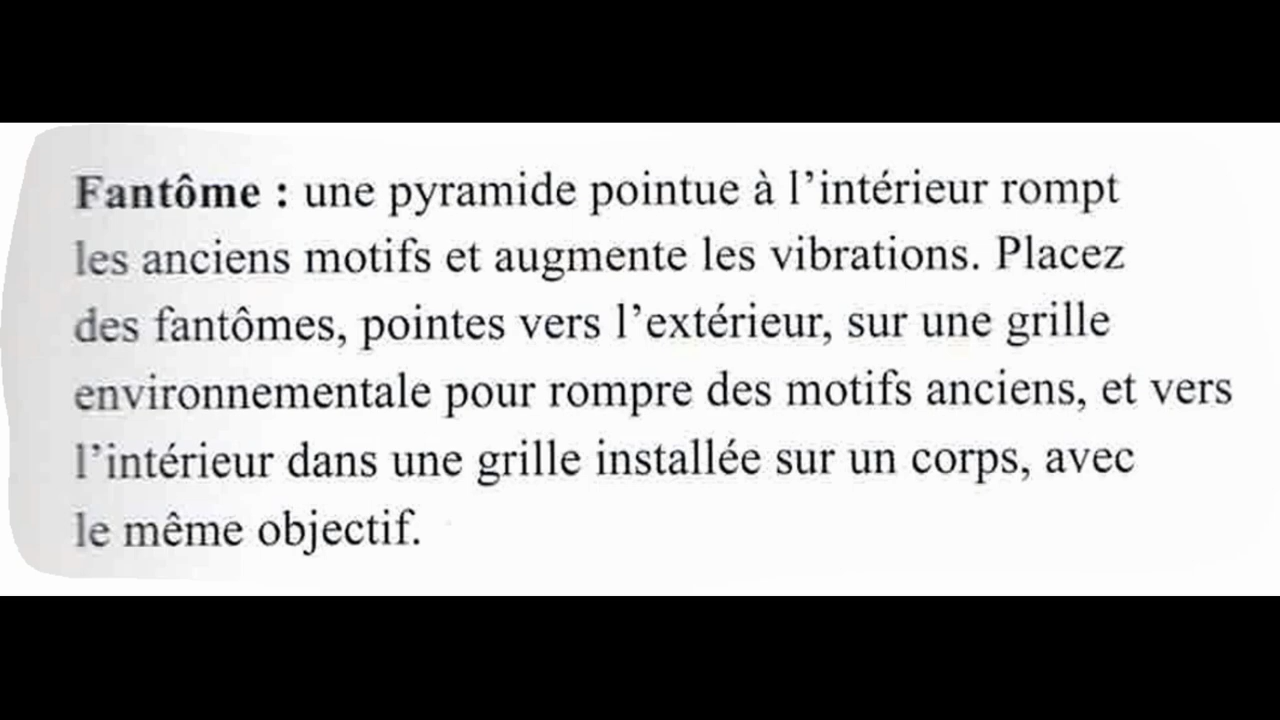 Fantôme : une pyramide pointue à l’intérieur rompt
les anciens motifs et augmente les vibrations. Placez
des fantômes, pointes vers l’extérieur, sur une grille
environnementale pour rompre des motifs anciens, et vers
l’intérieur dans une grille installée sur un corps, avec
le même objectif.